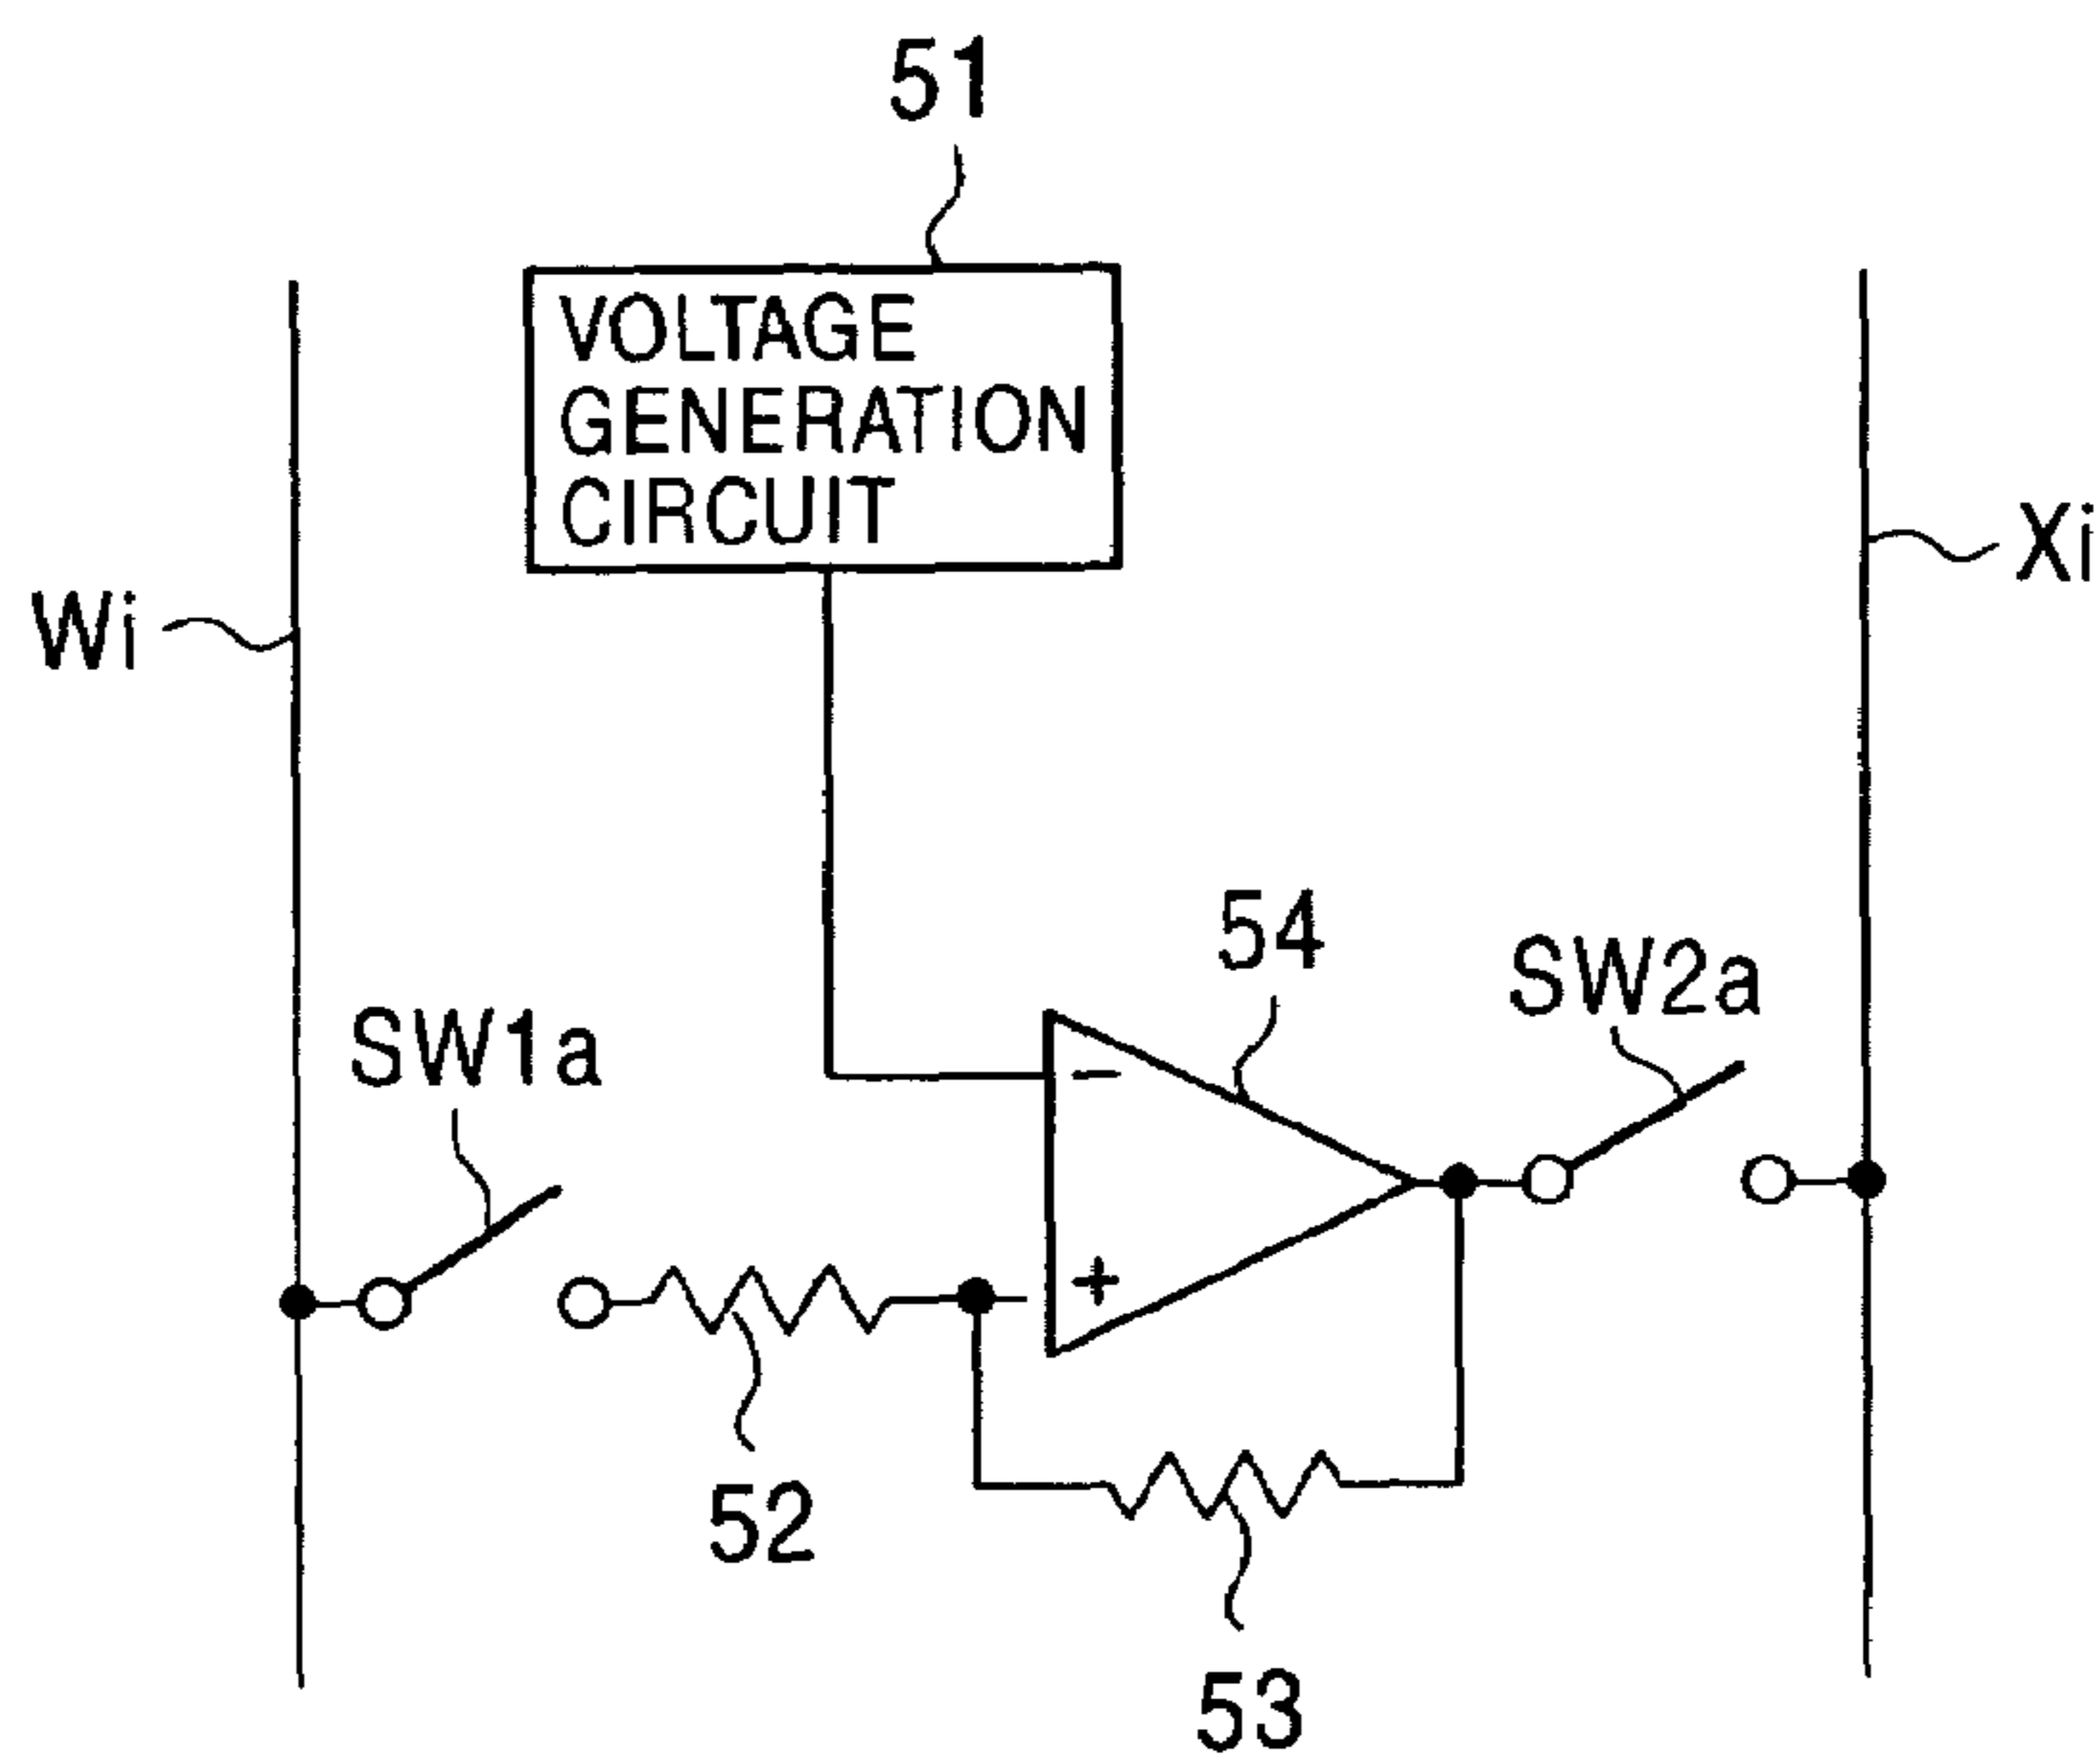 51
VOLTAGE
GENERATION
CIRCUIT
Wi
Xi
54
SW2a
SW1a
-
+
52
53